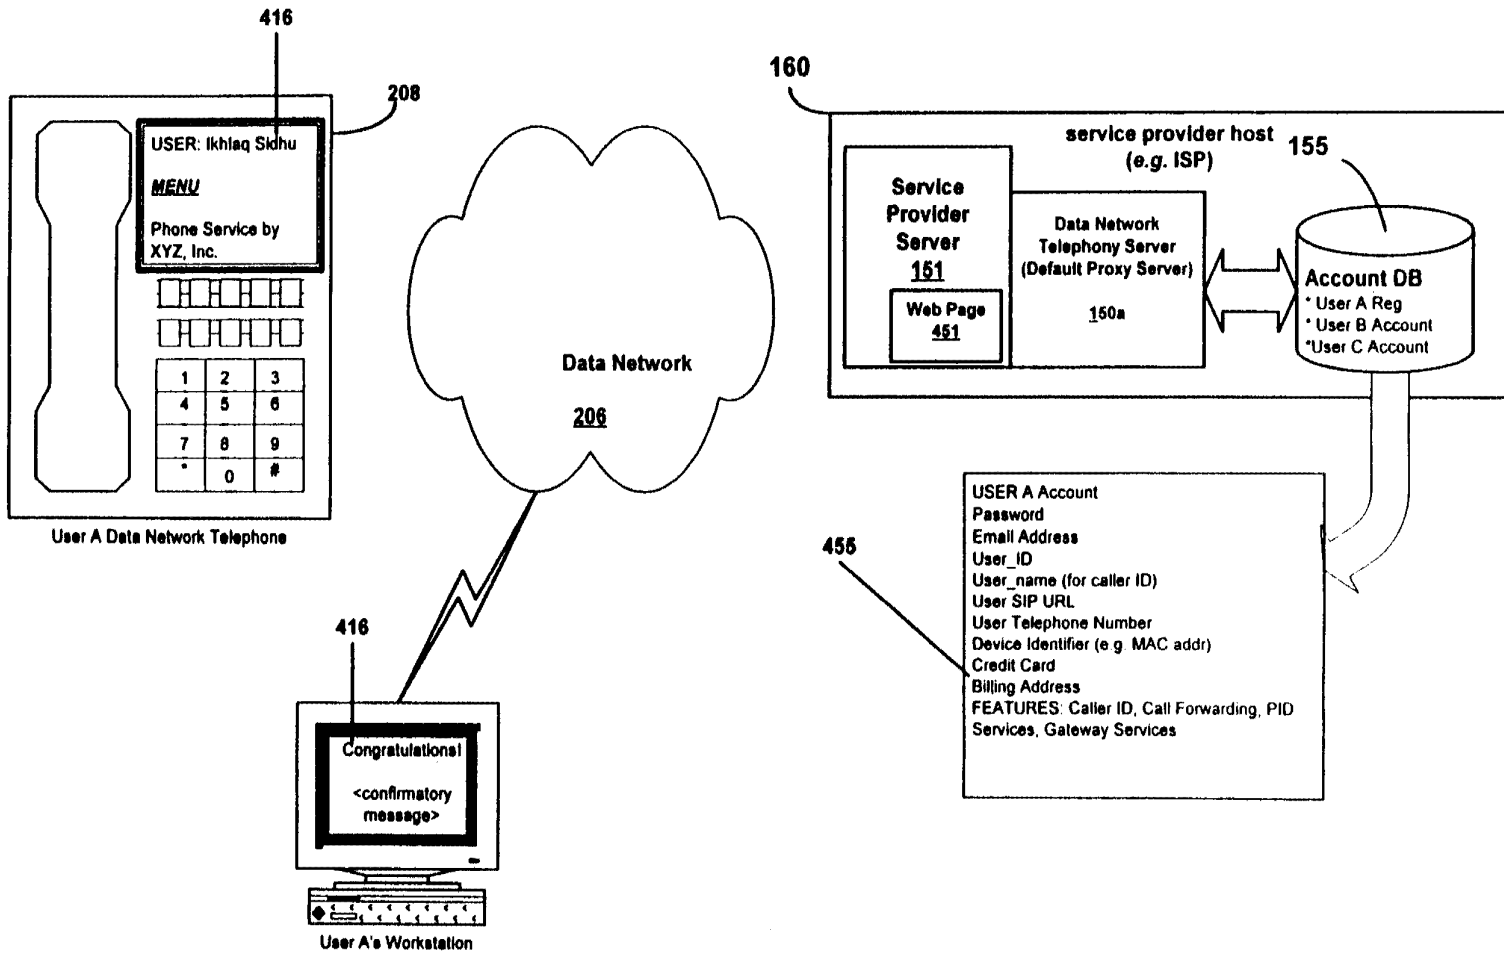 416
208
USER: Ikhlaq Sidhu
MENU
Phone Service by
XYZ, Inc.
1 2 3
4 5 6
7 8 9
* 0 #
User A Data Network Telephone
Data Network
206
416
Congratulations!
<confirmatory
message>
User A's Workstation
160
service provider host
(e.g. ISP)
155
Service
Provider
Server
151
Web Page
451
Data Network
Telephony Server
(Default Proxy Server)
150a
Account DB
* User A Reg
* User B Account
*User C Account
455
USER A Account
Password
Email Address
User_ID
User_name (for caller ID)
User SIP URL
User Telephone Number
Device Identifier (e.g. MAC addr)
Credit Card
Billing Address
FEATURES: Caller ID, Call Forwarding, PID
Services, Gateway Services